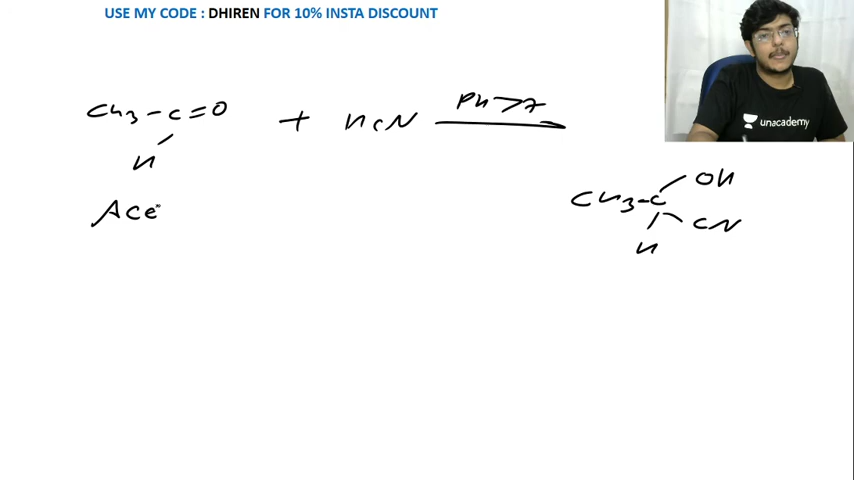 USE MY CODE : DHIREN FOR 10% INSTA DISCOUNT
unacademy
CH3-C=O + HCN PH>7
H
Ace
CH3-C OH
CN
H